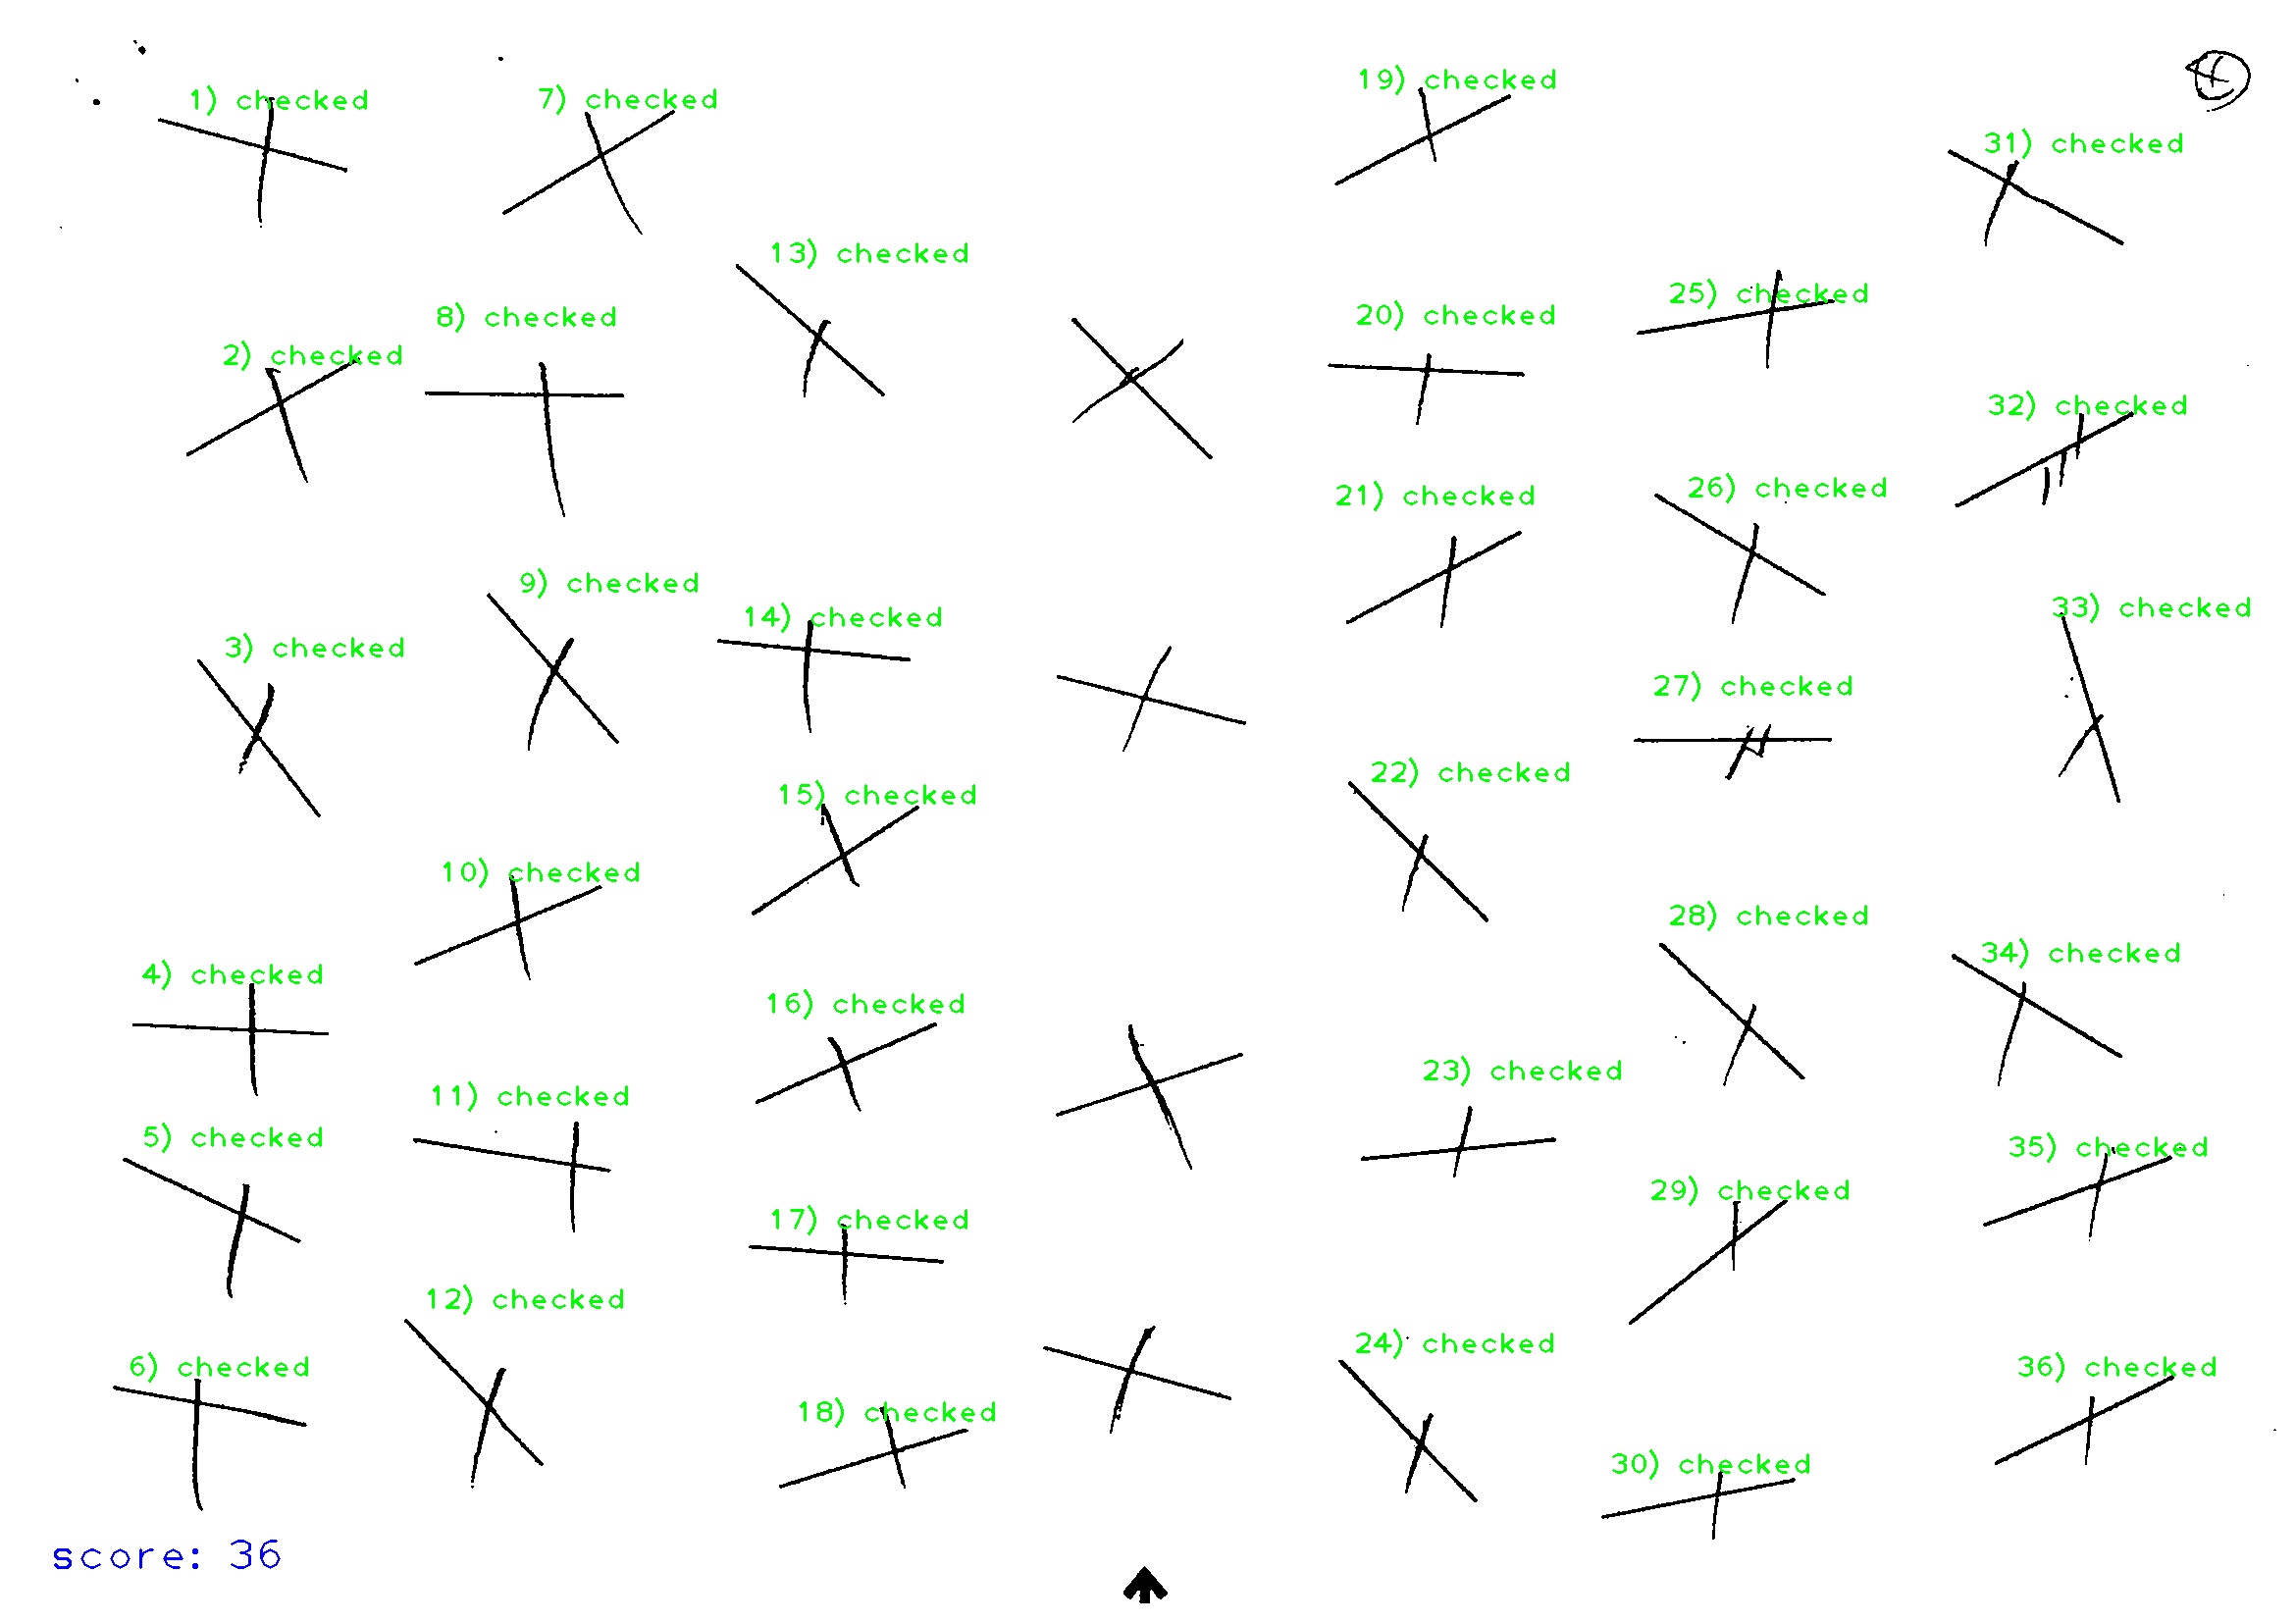 1) checked
2) checked
3) checked
4) checked
5) checked
6) checked
7) checked
8) checked
9) checked
10) checked
11) checked
12) checked
13) checked
14) checked
15) checked
16) checked
17) checked
18) checked
19) checked
20) checked
21) checked
22) checked
23) checked
24) checked
25) checked
26) checked
27) checked
28) checked
29) checked
30) checked
31) checked
32) checked
33) checked
34) checked
35) checked
36) checked
score: 36